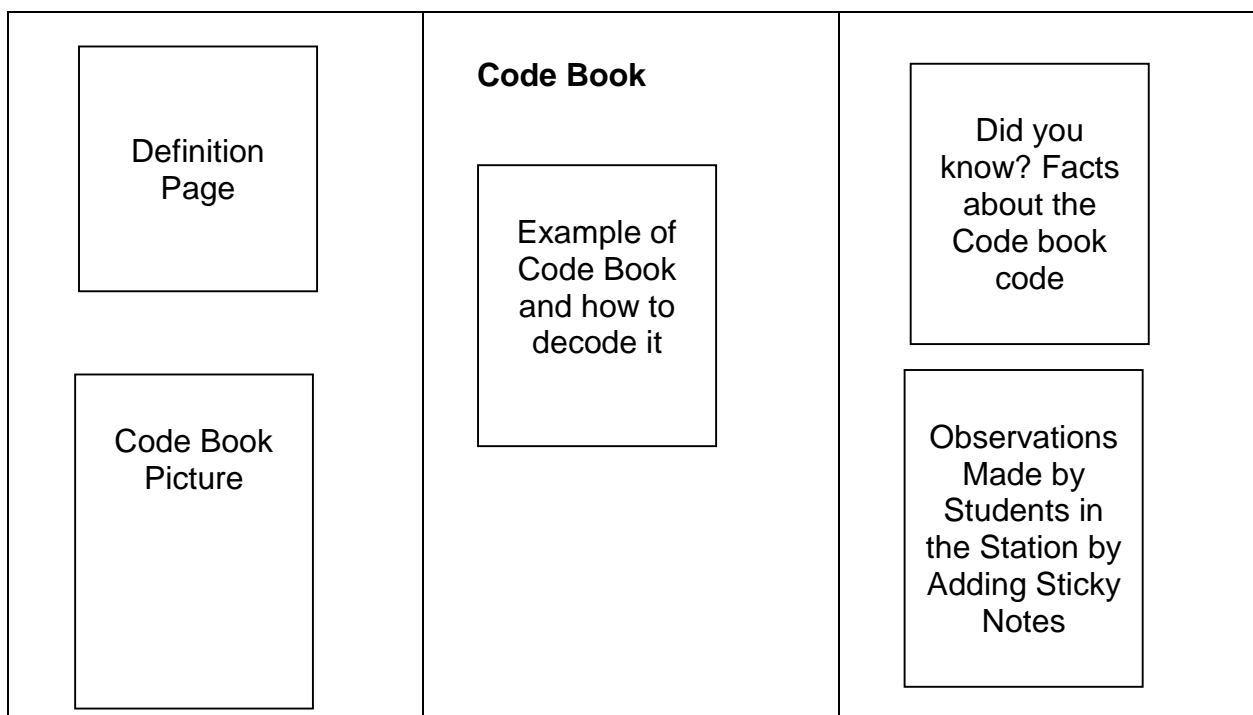 Definition
Page
Code Book
Picture
Code Book
Example of
Code Book
and how to
decode it
Did you
know? Facts
about the
Code book
code
Observations
Made by
Students in
the Station by
Adding Sticky
Notes